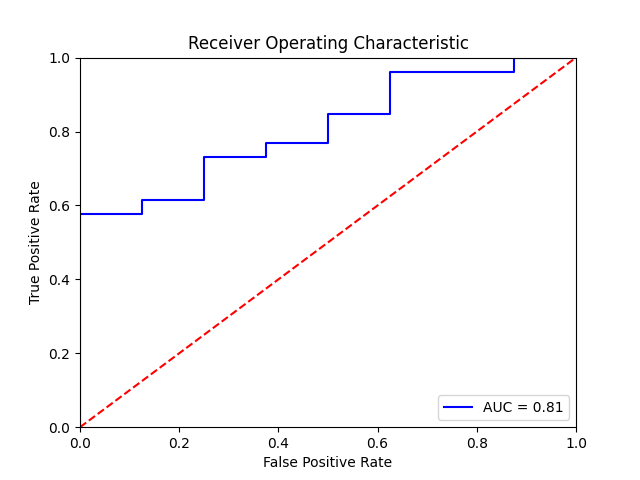 Receiver Operating Characteristic
1.0
0.8
0.6
0.4
0.2
0.0
True Positive Rate
AUC = 0.81
0.0 0.2 0.4 0.6 0.8 1.0
False Positive Rate